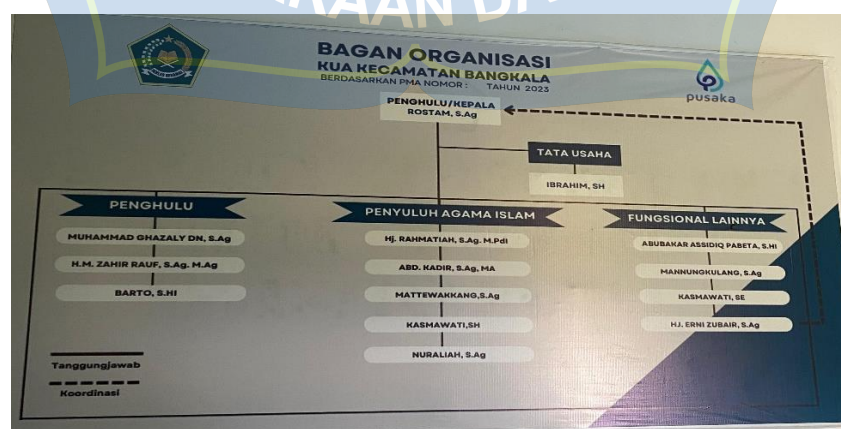 BAGAN ORGANISASI
KUA KECAMATAN BANGKALA
BERDASARKAN PMA NOMOR : TAHUN 2023
pusaka
PENGHULU/KEPALA
ROSTAM, S.Ag
TATA USAHA
IBRAHIM, SH
PENGHULU
MUHAMMAD GHAZALY DN, S.Ag
H.M. ZAHIR RAUF, S.Ag. M.Ag
BARTO, S.HI
PENYULUH AGAMA ISLAM
Hj. RAHMATIAH, S.Ag. M.PdI
ABD. KADIR, S.Ag, MA
MATTEWAKKANG,S.Ag
KASMAWATI,SH
NURALIAH, S.Ag
FUNGSIONAL LAINNYA
ABUBAKAR ASSIDIQ PABETA, S.HI
MANNUNGKULANG, S.Ag
KASMAWATI, SE
HJ. ERNI ZUBAIR, S.Ag
Tanggungjawab
Koordinasi